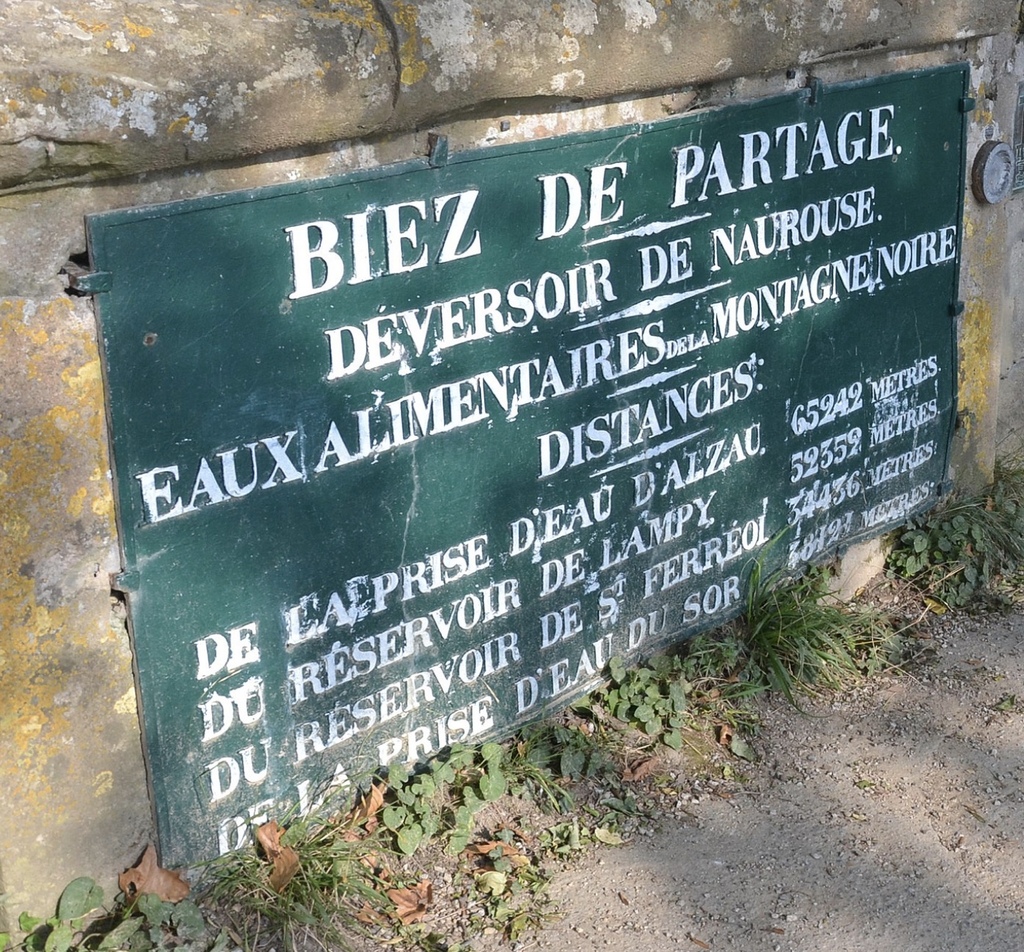 BIEZ DE PARTAGE.
DÉVERSOIR DE NAUROUSE.
EAUX ALIMENTAIRES DE LA MONTAGNE NOIRE
DISTANCES:
DE LA PRISE D'EAU D'ALZAU. 65242 MÈTRES.
DU RÉSERVOIR DE LAMPY 52352 MÈTRES.
DU RÉSERVOIR DE ST FERRÉOL 34436 MÈTRES.
DE LA PRISE D'EAU DU SOR MÈTRES.